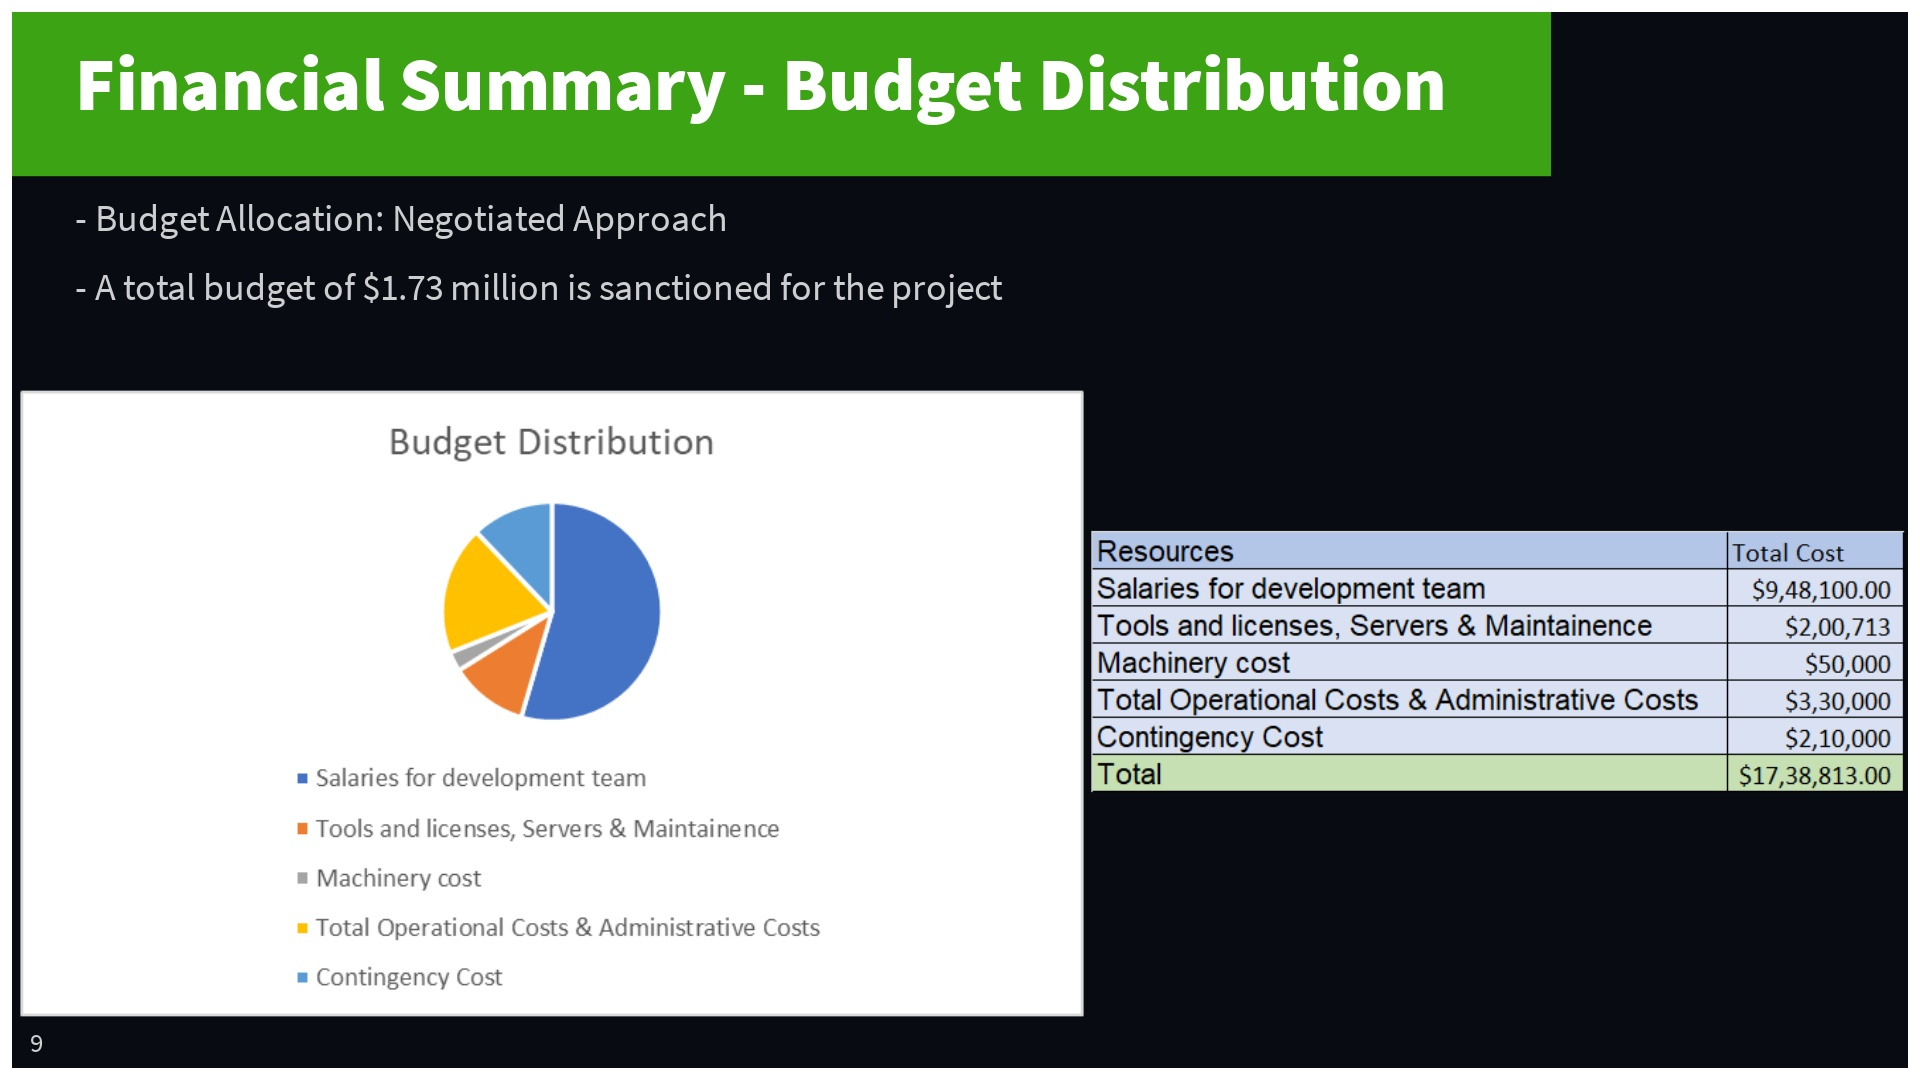 Financial Summary - Budget Distribution
- Budget Allocation: Negotiated Approach
- A total budget of $1.73 million is sanctioned for the project
Budget Distribution
Salaries for development team
Tools and licenses, Servers & Maintainence
Machinery cost
Total Operational Costs & Administrative Costs
Contingency Cost
Resources Total Cost
Salaries for development team $9,48,100.00
Tools and licenses, Servers & Maintainence $2,00,713
Machinery cost $50,000
Total Operational Costs & Administrative Costs $3,30,000
Contingency Cost $2,10,000
Total $17,38,813.00
9